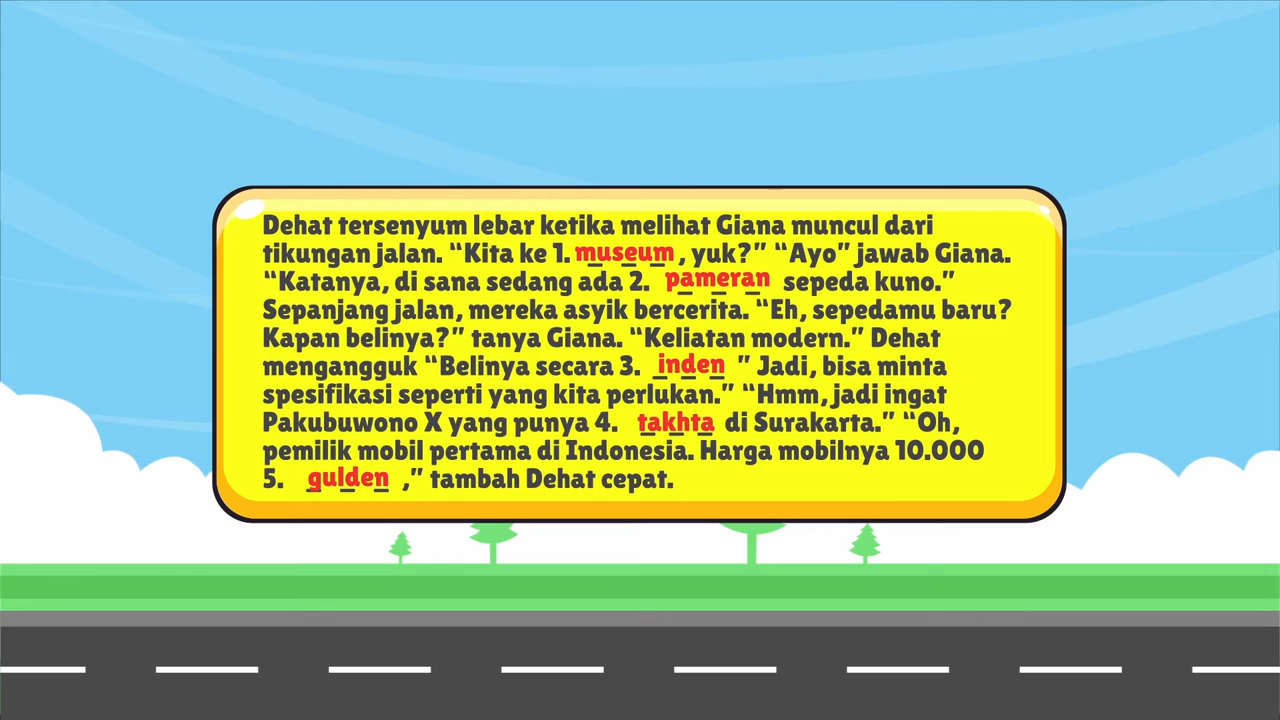 Dehat tersenyum lebar ketika melihat Giana muncul dari
tikungan jalan. “Kita ke 1. museum, yuk?” “Ayo” jawab Giana.
“Katanya, di sana sedang ada 2. pameran sepeda kuno.”
Sepanjang jalan, mereka asyik bercerita. “Eh, sepedamu baru?
Kapan belinya?” tanya Giana. “Keliatan modern.” Dehat
mengangguk “Belinya secara 3. inden ” Jadi, bisa minta
spesifikasi seperti yang kita perlukan.” “Hmm, jadi ingat
Pakubuwono X yang punya 4. takhta di Surakarta.” “Oh,
pemilik mobil pertama di Indonesia. Harga mobilnya 10.000
5. gulden ,” tambah Dehat cepat.